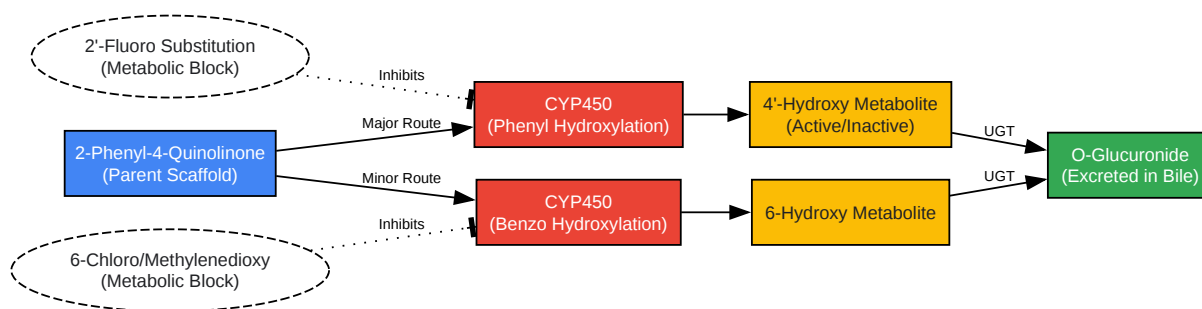 2'-Fluoro Substitution
(Metabolic Block)
Inhibits
CYP450
(Phenyl Hydroxylation)
4'-Hydroxy Metabolite
(Active/Inactive)
UGT
Major Route
2-Phenyl-4-Quinolinone
(Parent Scaffold)
O-Glucuronide
(Excreted in Bile)
Minor Route
UGT
CYP450
(Benzo Hydroxylation)
6-Hydroxy Metabolite
Inhibits
6-Chloro/Methylenedioxy
(Metabolic Block)